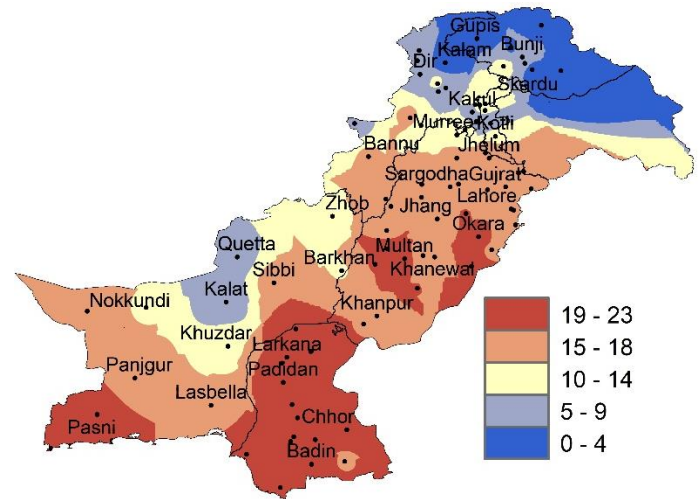 Gupis
Kalam
Bunji
Dir
Skardu
Kakul
Murree
Kotli
Jhelum
Bannu
Sargodha
Gujrat
Lahore
Zhob
Jhang
Okara
Quetta
Multan
Barkhan
Khanewal
Sibbi
Kalat
Nokkundi
Khanpur
Khuzdar
Larkana
Padidan
Panjgur
Lasbella
Chhor
Pasni
Badin
19 - 23
15 - 18
10 - 14
5 - 9
0 - 4